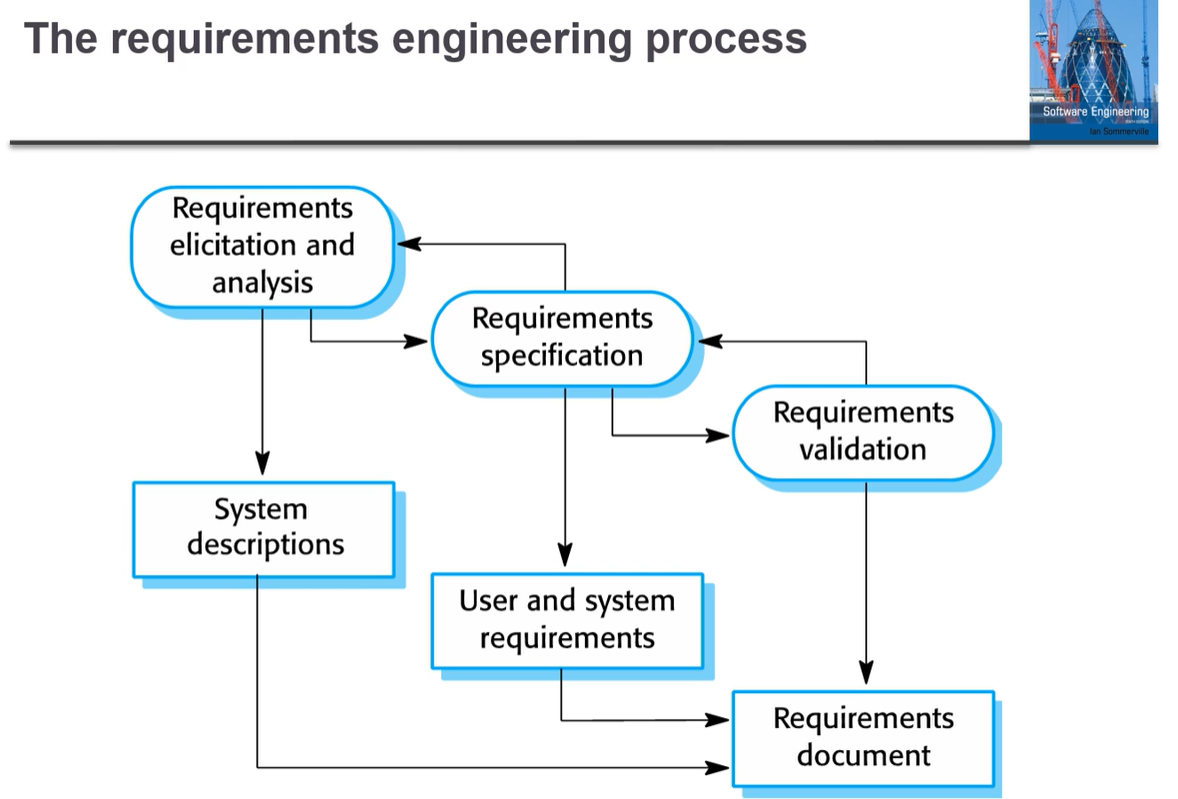 The requirements engineering process
Software Engineering
Ian Sommerville
Requirements
elicitation and
analysis
Requirements
specification
Requirements
validation
System
descriptions
User and system
requirements
Requirements
document